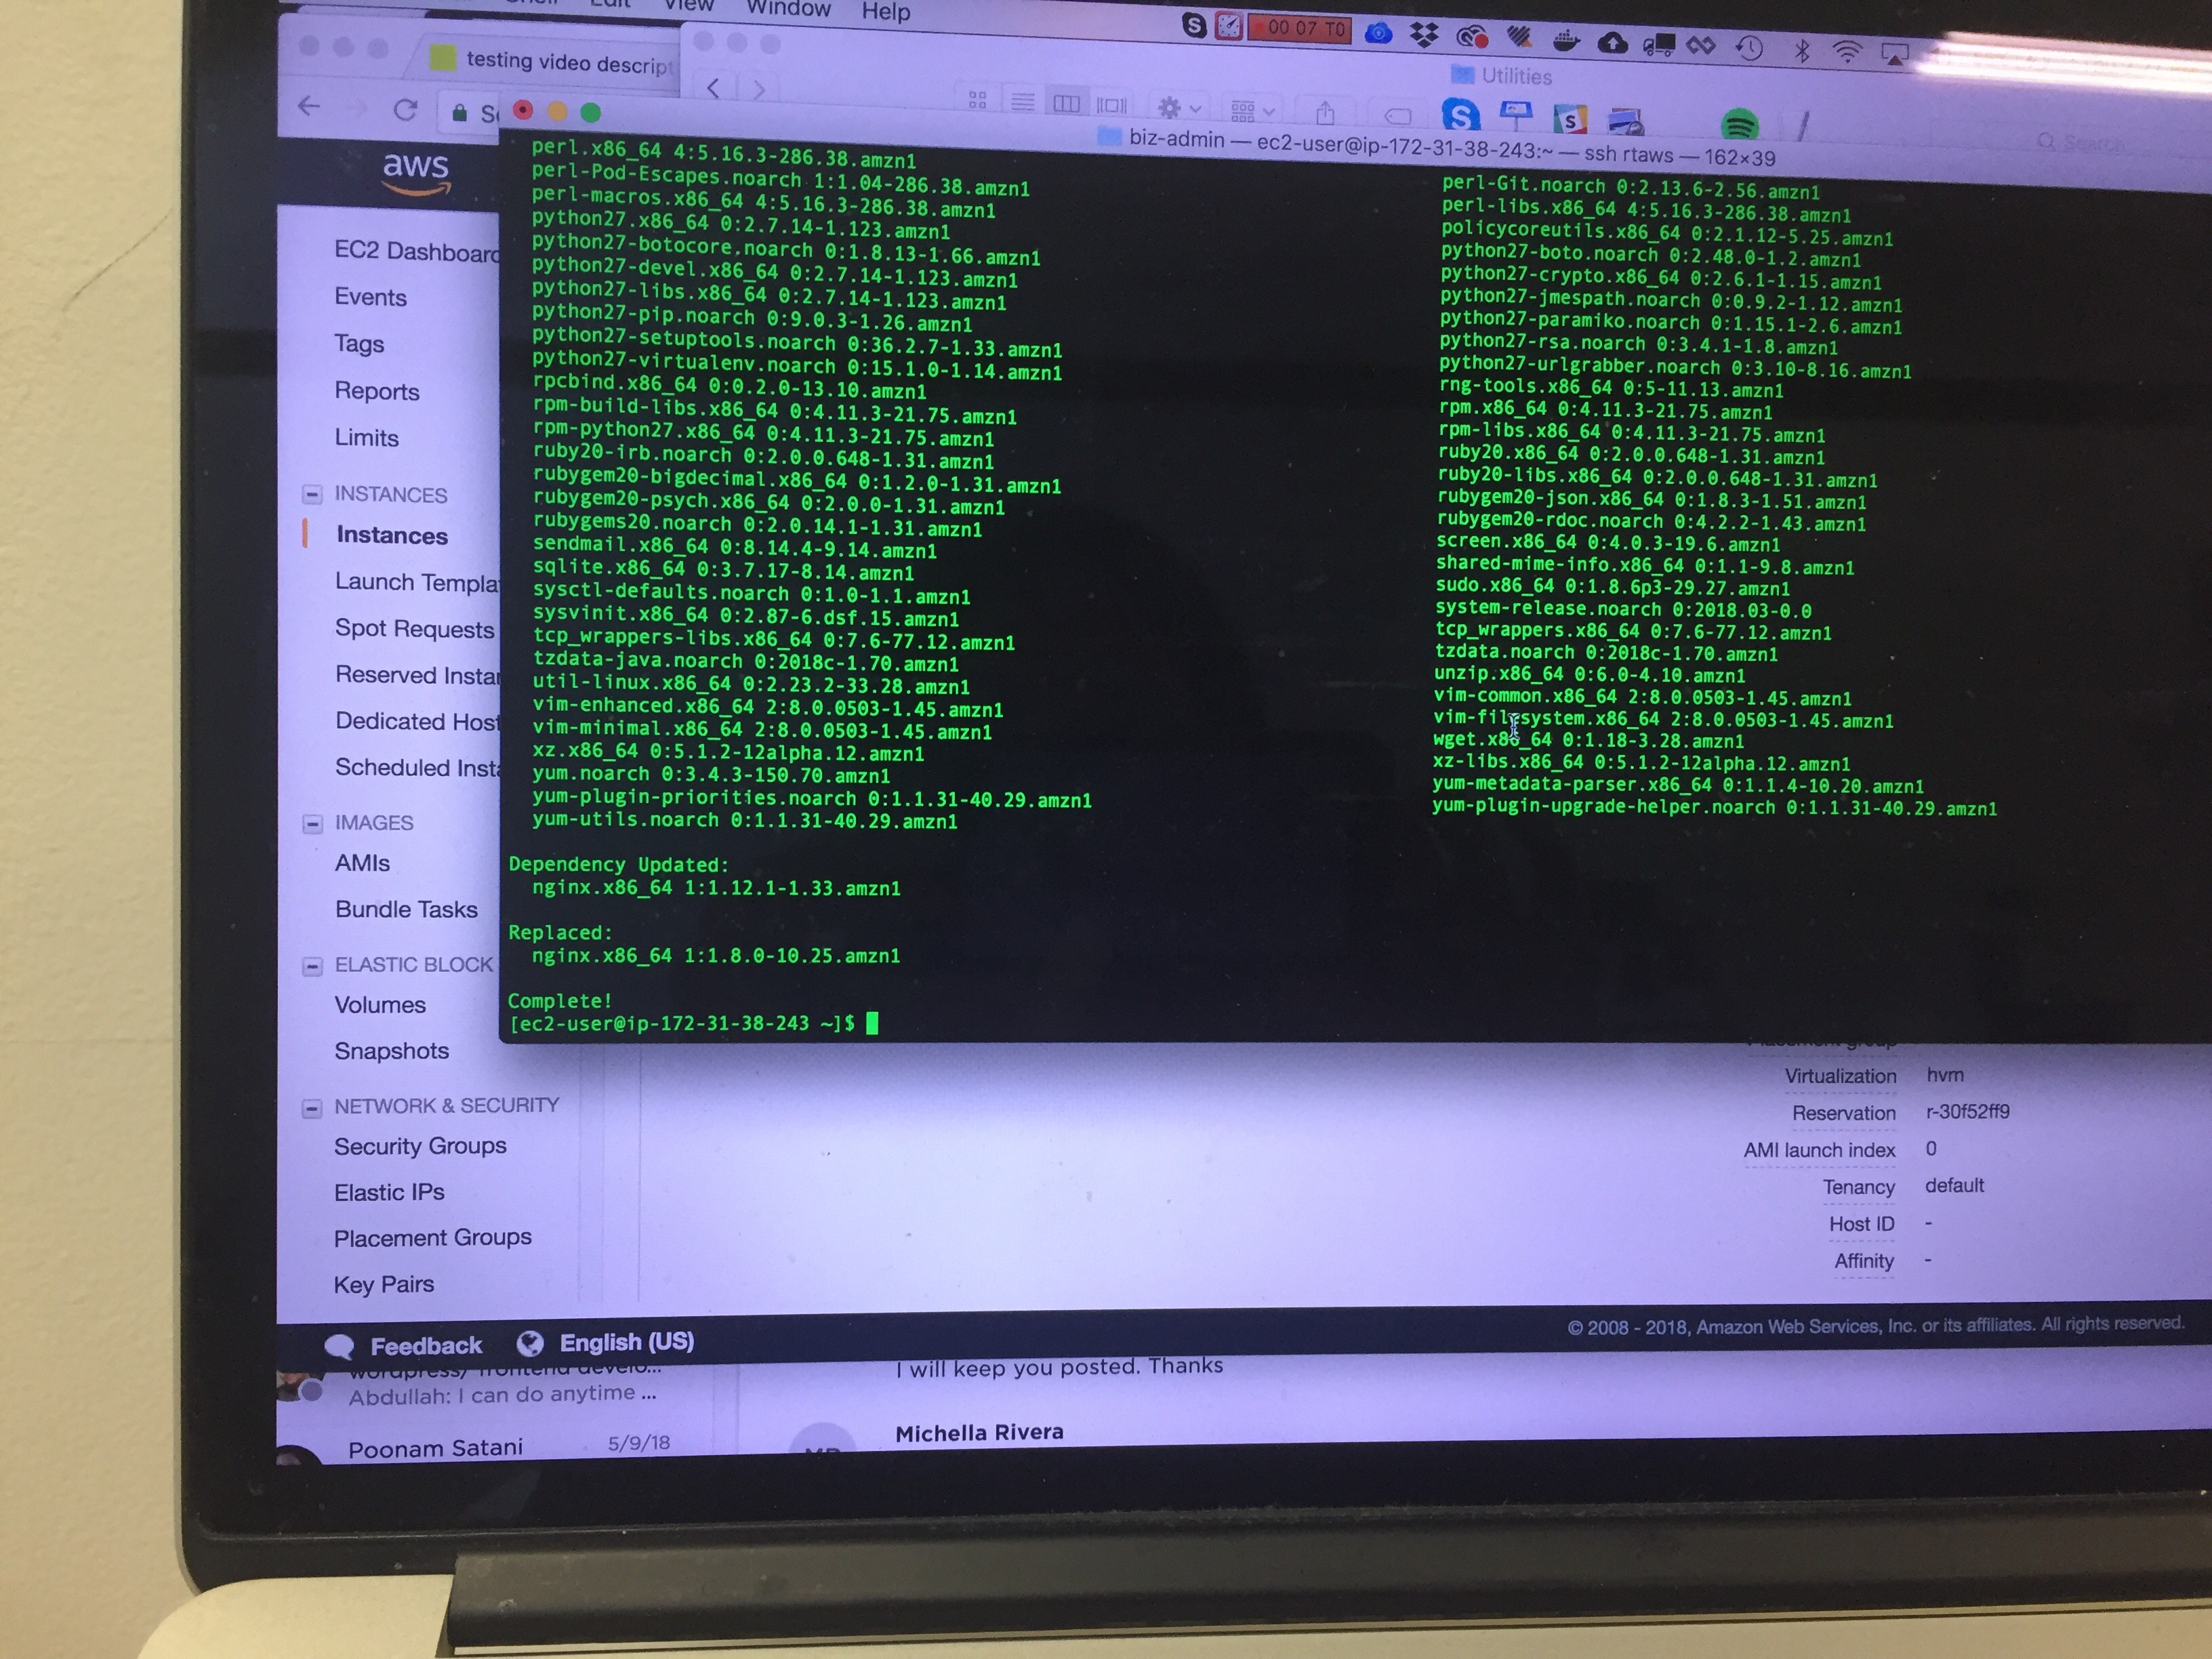 Edit View Window Help
00 07 T0
testing video descript
Utilities
Search
biz-admin — ec2-user@ip-172-31-38-243:~ — ssh rtaws — 162×39
aws
EC2 Dashboard
Events
Tags
Reports
Limits
INSTANCES
Instances
Launch Templa
Spot Requests
Reserved Insta
Dedicated Host
Scheduled Insta
IMAGES
AMIs
Bundle Tasks
ELASTIC BLOCK
Volumes
Snapshots
NETWORK & SECURITY
Security Groups
Elastic IPs
Placement Groups
Key Pairs
perl.x86_64 4:5.16.3-286.38.amzn1
perl-Pod-Escapes.noarch 1:1.04-286.38.amzn1
perl-macros.x86_64 4:5.16.3-286.38.amzn1
python27.x86_64 0:2.7.14-1.123.amzn1
python27-botocore.noarch 0:1.8.13-1.66.amzn1
python27-devel.x86_64 0:2.7.14-1.123.amzn1
python27-libs.x86_64 0:2.7.14-1.123.amzn1
python27-pip.noarch 0:9.0.3-1.26.amzn1
python27-setuptools.noarch 0:36.2.7-1.33.amzn1
python27-virtualenv.noarch 0:15.1.0-1.14.amzn1
rpcbind.x86_64 0:0.2.0-13.10.amzn1
rpm-build-libs.x86_64 0:4.11.3-21.75.amzn1
rpm-python27.x86_64 0:4.11.3-21.75.amzn1
ruby20-irb.noarch 0:2.0.0.648-1.31.amzn1
rubygem20-bigdecimal.x86_64 0:1.2.0-1.31.amzn1
rubygem20-psych.x86_64 0:2.0.0-1.31.amzn1
rubygems20.noarch 0:2.0.14.1-1.31.amzn1
sendmail.x86_64 0:8.14.4-9.14.amzn1
sqlite.x86_64 0:3.7.17-8.14.amzn1
sysctl-defaults.noarch 0:1.0-1.1.amzn1
sysvinit.x86_64 0:2.87-6.dsf.15.amzn1
tcp_wrappers-libs.x86_64 0:7.6-77.12.amzn1
tzdata-java.noarch 0:2018c-1.70.amzn1
util-linux.x86_64 0:2.23.2-33.28.amzn1
vim-enhanced.x86_64 2:8.0.0503-1.45.amzn1
vim-minimal.x86_64 2:8.0.0503-1.45.amzn1
xz.x86_64 0:5.1.2-12alpha.12.amzn1
yum.noarch 0:3.4.3-150.70.amzn1
yum-plugin-priorities.noarch 0:1.1.31-40.29.amzn1
yum-utils.noarch 0:1.1.31-40.29.amzn1
perl-Git.noarch 0:2.13.6-2.56.amzn1
perl-libs.x86_64 4:5.16.3-286.38.amzn1
policycoreutils.x86_64 0:2.1.12-5.25.amzn1
python27-boto.noarch 0:2.48.0-1.2.amzn1
python27-crypto.x86_64 0:2.6.1-1.15.amzn1
python27-jmespath.noarch 0:0.9.2-1.12.amzn1
python27-paramiko.noarch 0:1.15.1-2.6.amzn1
python27-rsa.noarch 0:3.4.1-1.8.amzn1
python27-urlgrabber.noarch 0:3.10-8.16.amzn1
rng-tools.x86_64 0:5-11.13.amzn1
rpm.x86_64 0:4.11.3-21.75.amzn1
rpm-libs.x86_64 0:4.11.3-21.75.amzn1
ruby20.x86_64 0:2.0.0.648-1.31.amzn1
ruby20-libs.x86_64 0:2.0.0.648-1.31.amzn1
rubygem20-json.x86_64 0:1.8.3-1.51.amzn1
rubygem20-rdoc.noarch 0:4.2.2-1.43.amzn1
screen.x86_64 0:4.0.3-19.6.amzn1
shared-mime-info.x86_64 0:1.1-9.8.amzn1
sudo.x86_64 0:1.8.6p3-29.27.amzn1
system-release.noarch 0:2018.03-0.0
tcp_wrappers.x86_64 0:7.6-77.12.amzn1
tzdata.noarch 0:2018c-1.70.amzn1
unzip.x86_64 0:6.0-4.10.amzn1
vim-common.x86_64 2:8.0.0503-1.45.amzn1
vim-filesystem.x86_64 2:8.0.0503-1.45.amzn1
wget.x86_64 0:1.18-3.28.amzn1
xz-libs.x86_64 0:5.1.2-12alpha.12.amzn1
yum-metadata-parser.x86_64 0:1.1.4-10.20.amzn1
yum-plugin-upgrade-helper.noarch 0:1.1.31-40.29.amzn1
Dependency Updated:
nginx.x86_64 1:1.12.1-1.33.amzn1
Replaced:
nginx.x86_64 1:1.8.0-10.25.amzn1
Complete!
[ec2-user@ip-172-31-38-243 ~]$
Virtualization hvm
Reservation r-30f52ff9
AMI launch index 0
Tenancy default
Host ID -
Affinity -
Feedback English (US)
© 2008 - 2018, Amazon Web Services, Inc. or its affiliates. All rights reserved.
wordpress/ frontend develo...
Abdullah: I can do anytime ...
Poonam Satani 5/9/18
I will keep you posted. Thanks
Michella Rivera